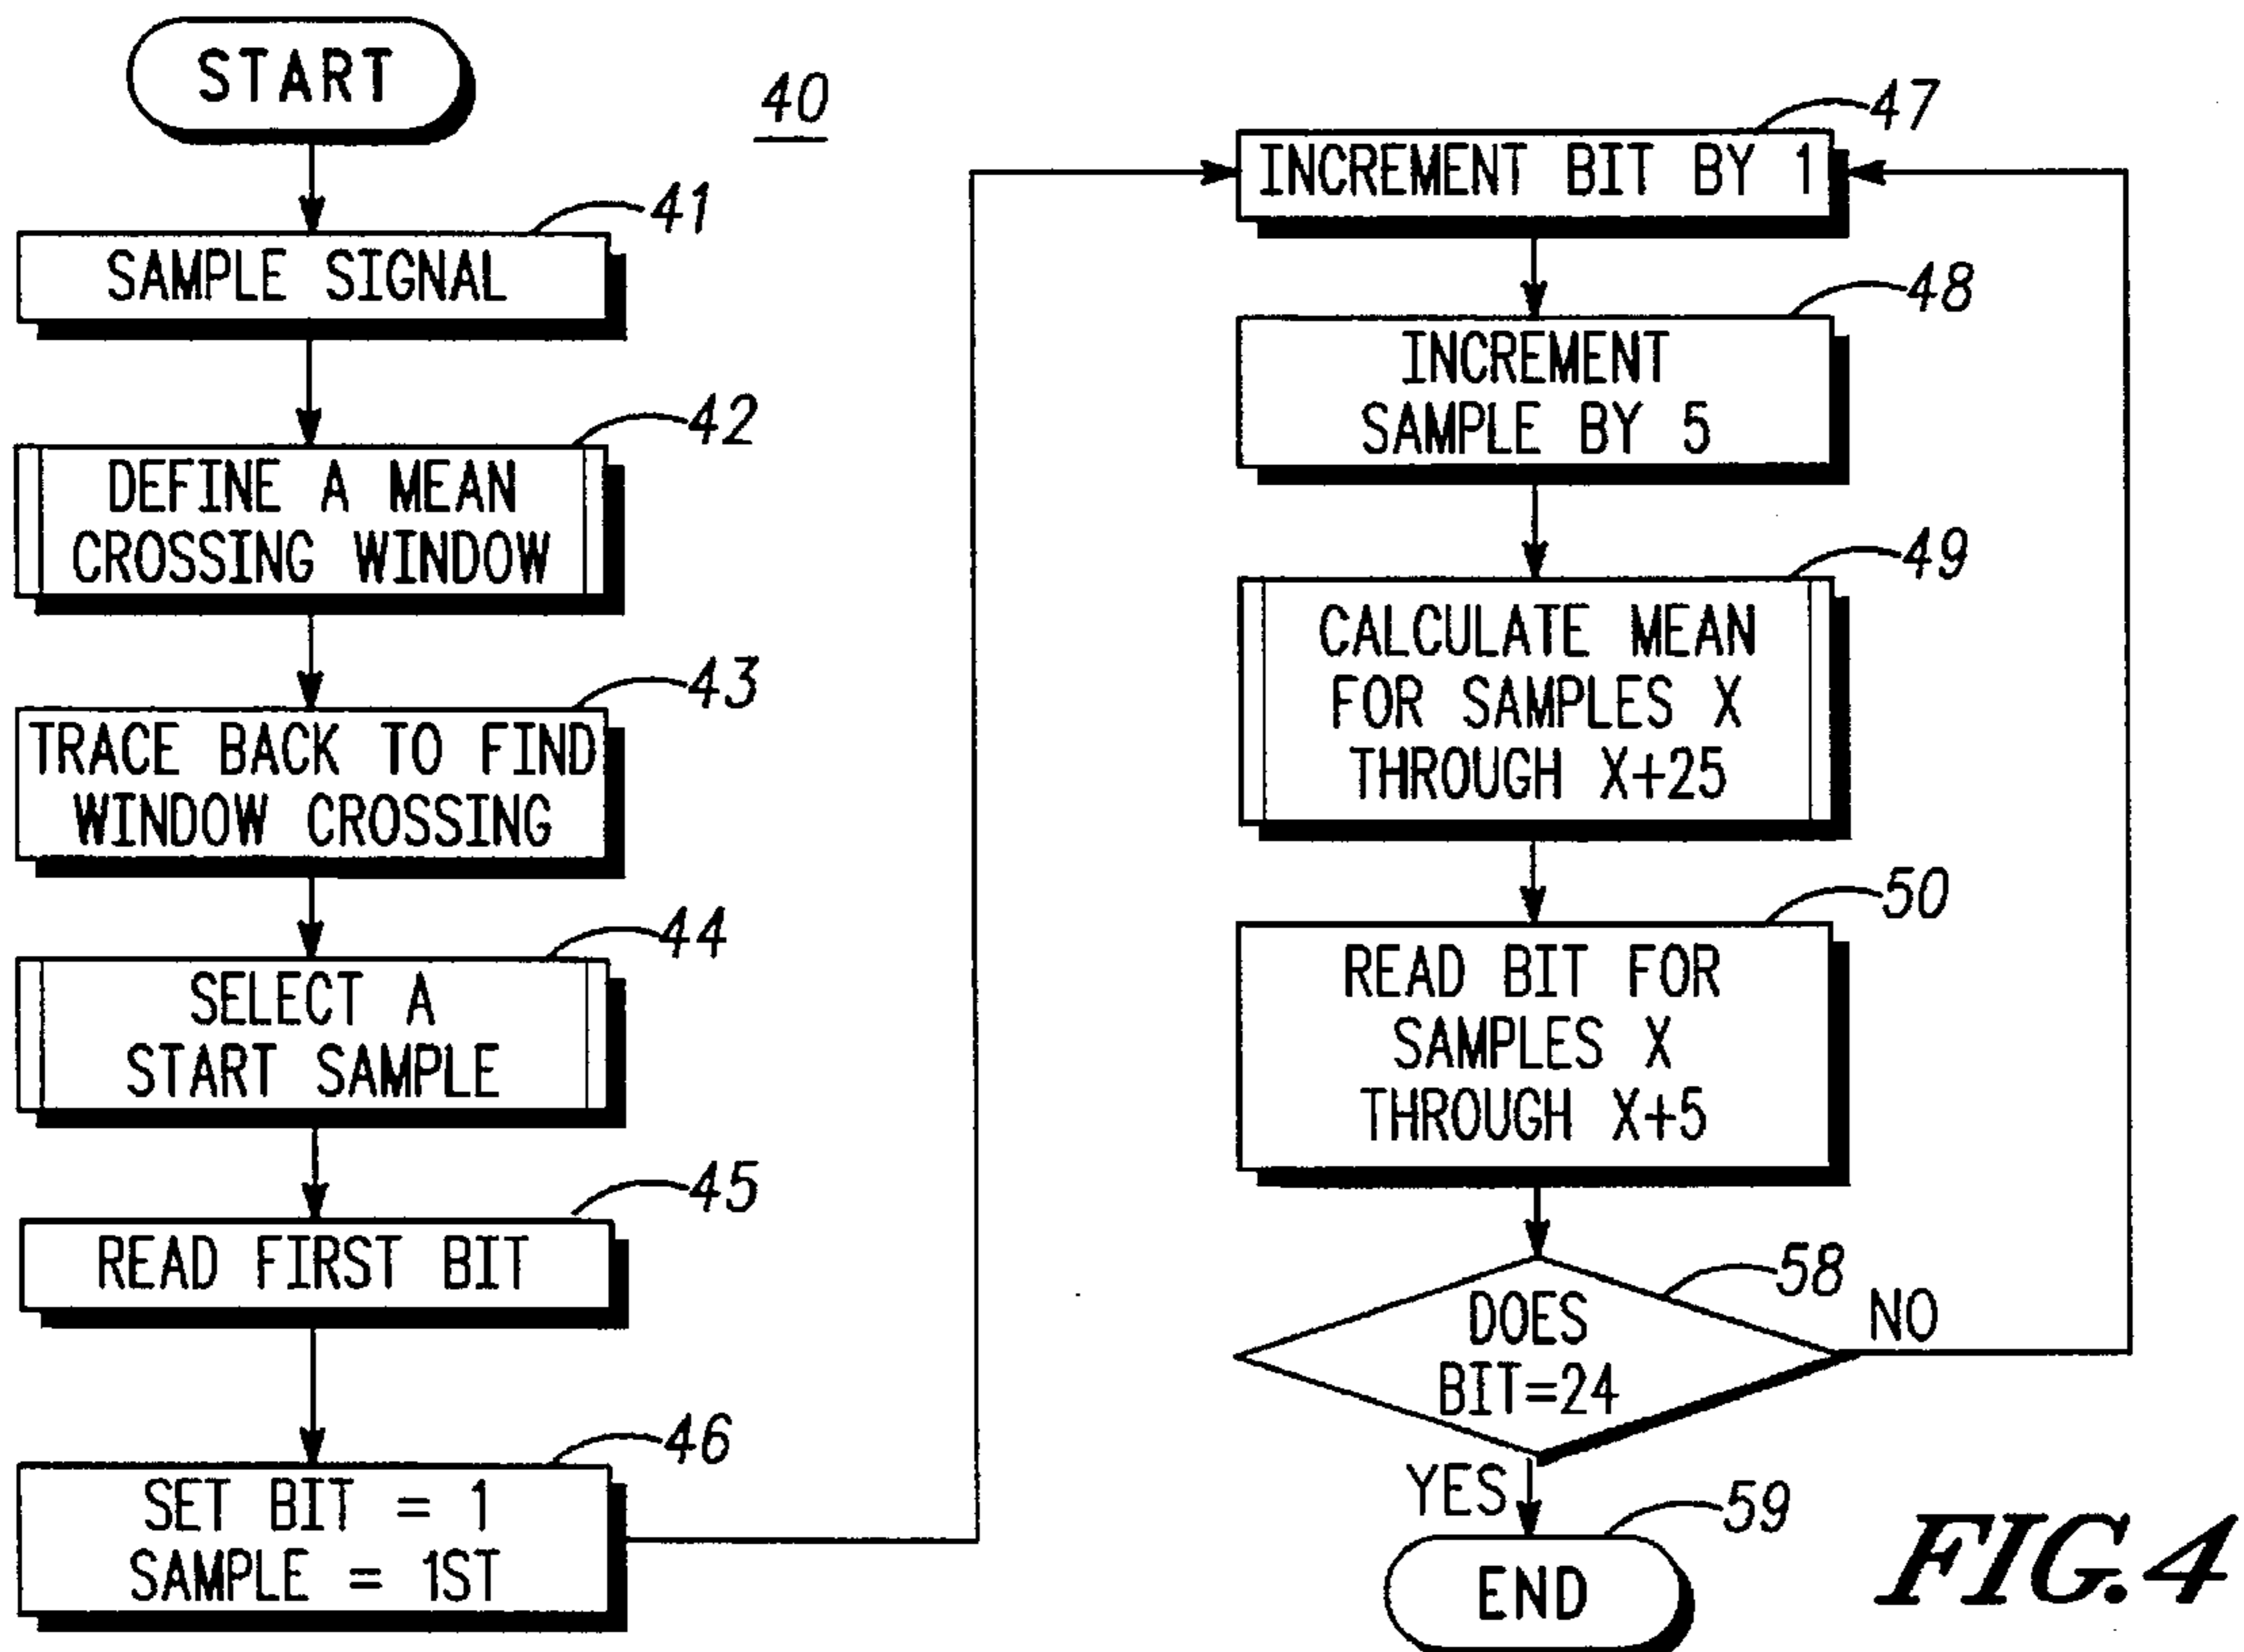 START
40
41
SAMPLE SIGNAL
42
DEFINE A MEAN
CROSSING WINDOW
43
TRACE BACK TO FIND
WINDOW CROSSING
44
SELECT A
START SAMPLE
45
READ FIRST BIT
46
SET BIT = 1
SAMPLE = 1ST
47
INCREMENT BIT BY 1
48
INCREMENT
SAMPLE BY 5
49
CALCULATE MEAN
FOR SAMPLES X
THROUGH X+25
50
READ BIT FOR
SAMPLES X
THROUGH X+5
58
DOES
BIT=24
NO
YES
59
END
FIG.4